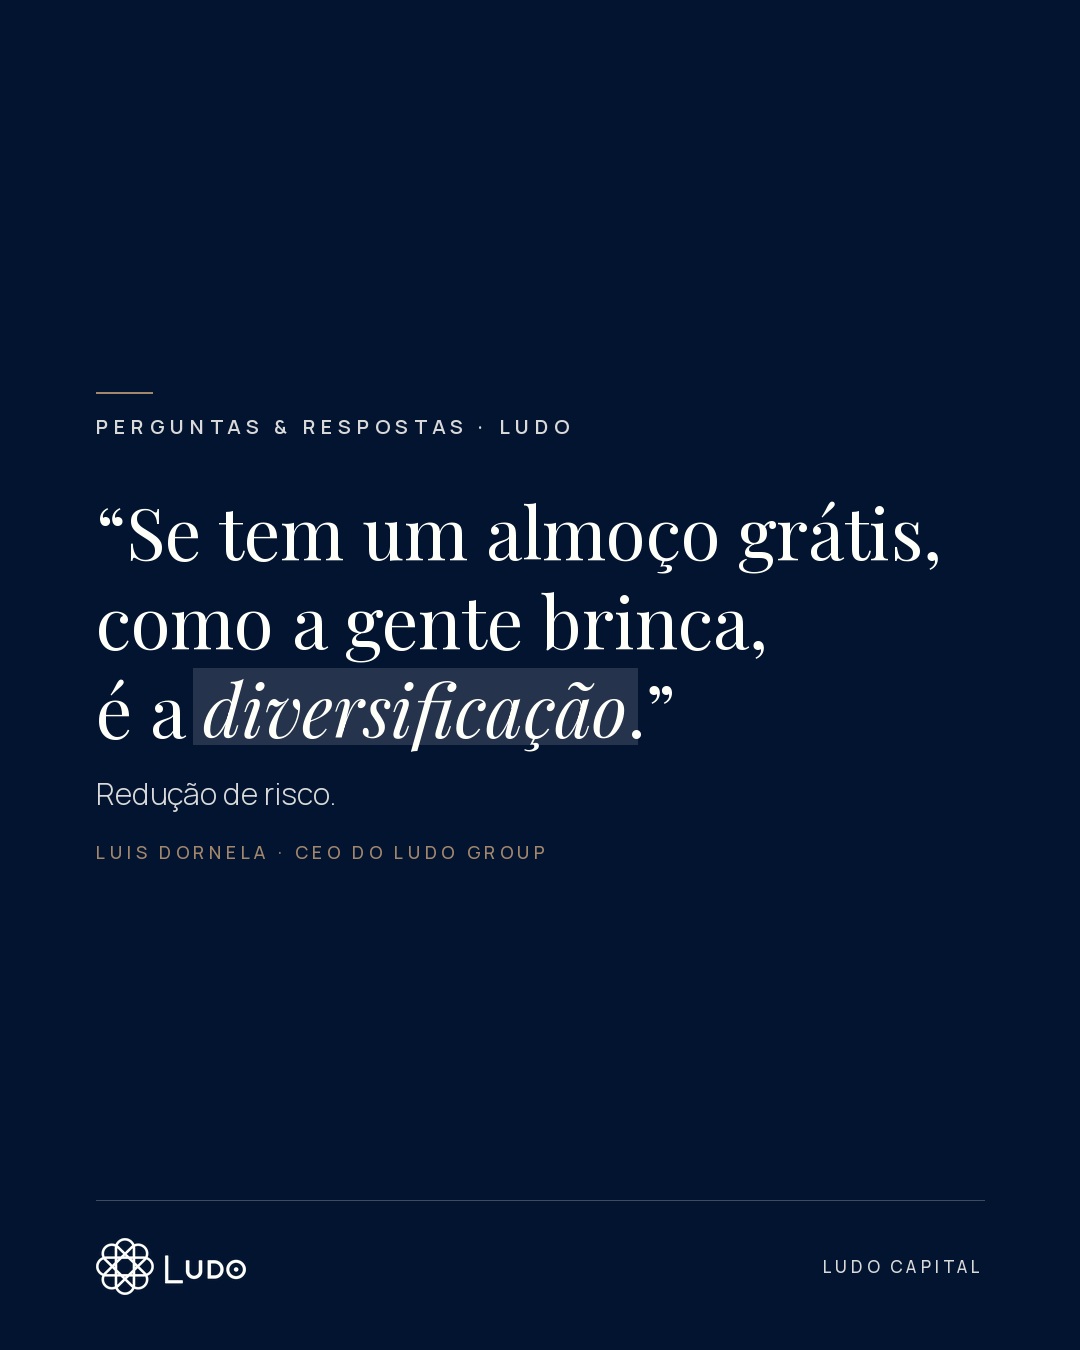 PERGUNTAS & RESPOSTAS · LUDO
“Se tem um almoço grátis,
como a gente brinca,
é a diversificação.”
Redução de risco.
LUIS DORNELA · CEO DO LUDO GROUP
LUDO
LUDO CAPITAL